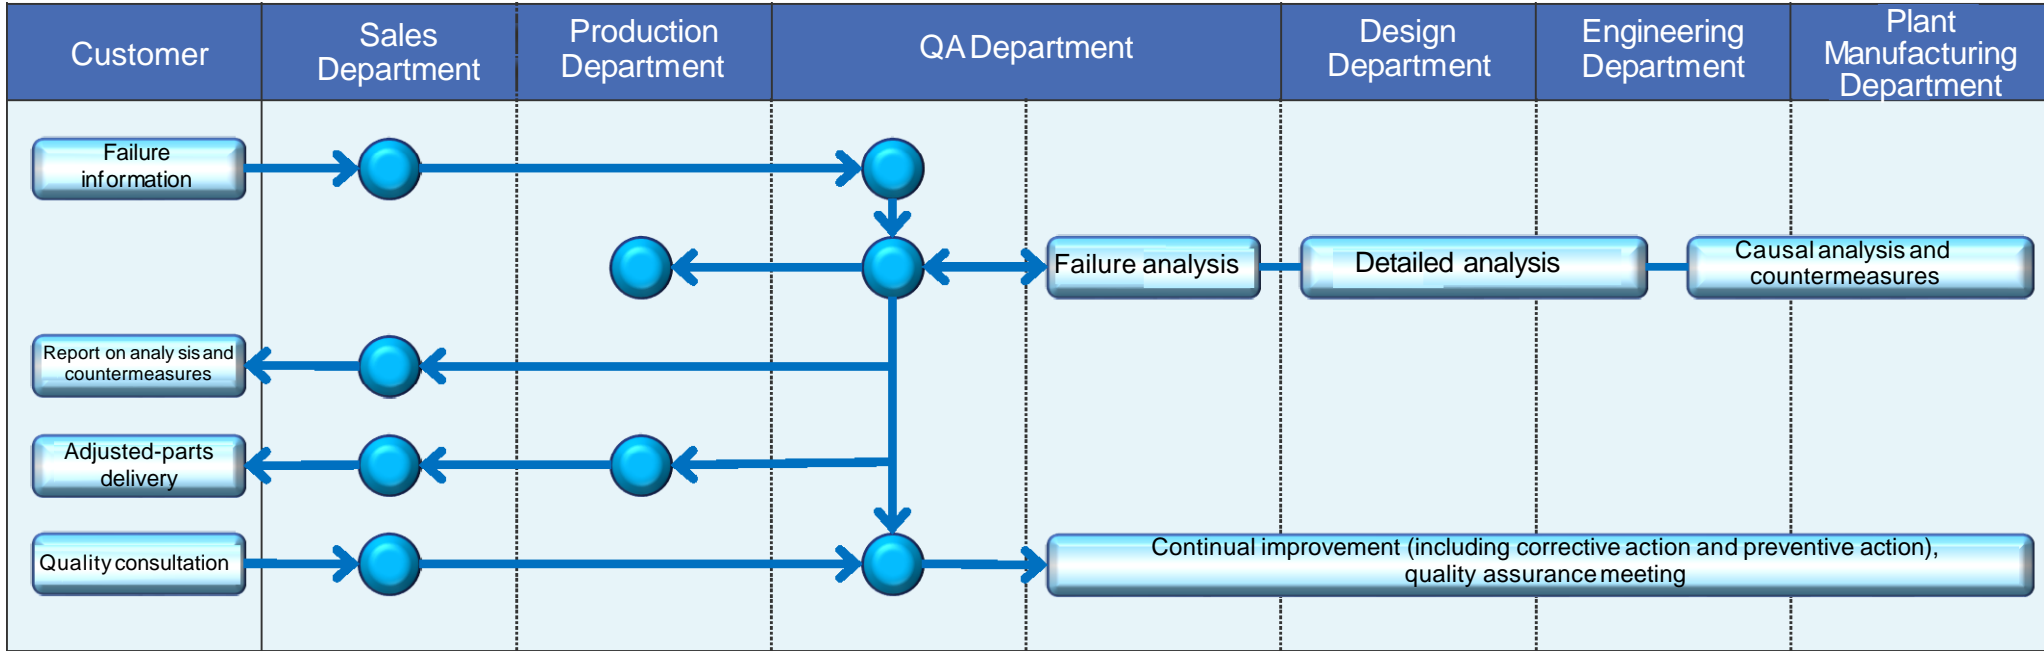 Customer
Sales
Department
Production
Department
QA Department
Design
Department
Engineering
Department
Plant
Manufacturing
Department
Failure
information
Failure analysis
Detailed analysis
Causal analysis and
countermeasures
Report on analysis and
countermeasures
Adjusted-parts
delivery
Quality consultation
Continual improvement (including corrective action and preventive action),
quality assurance meeting